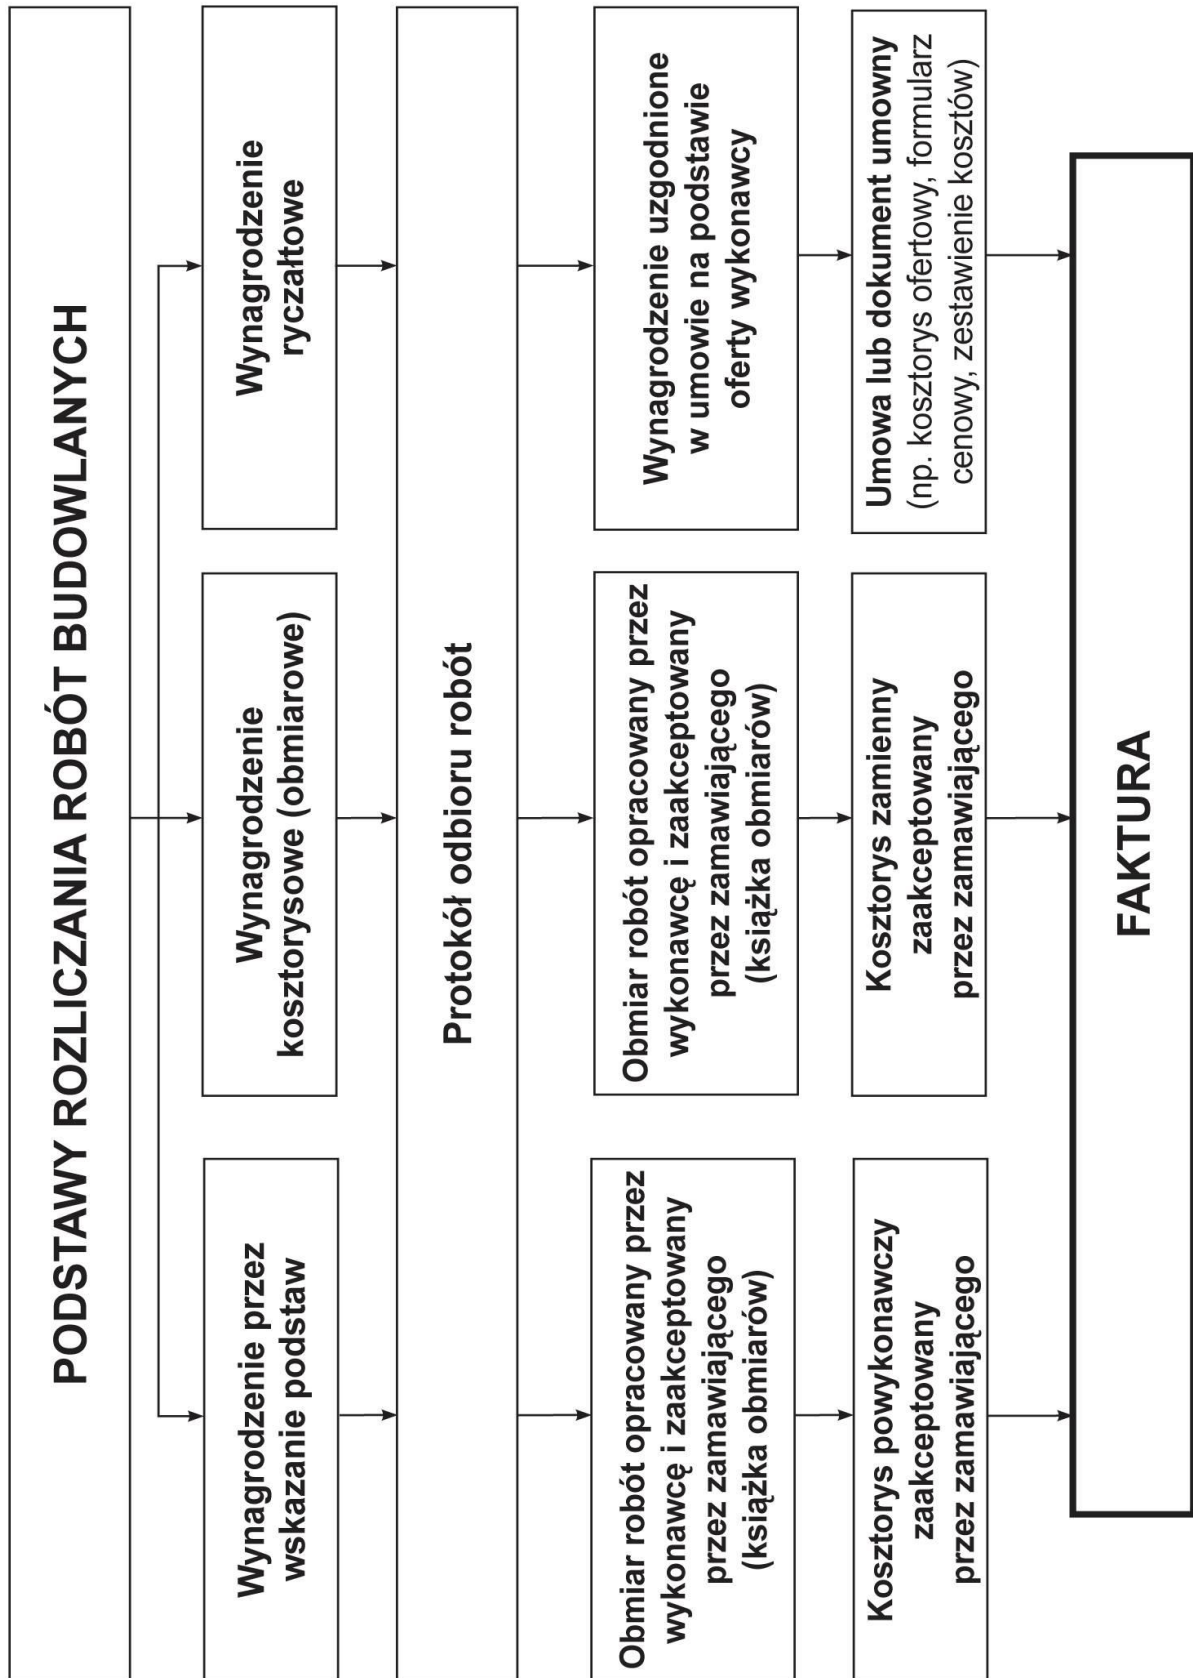 PODSTAWY ROZLICZANIA ROBÓT BUDOWLANYCH
Wynagrodzenie przez
wskazanie podstaw
Wynagrodzenie
kosztorysowe (obmiarowe)
Wynagrodzenie
ryczałtowe
Protokół odbioru robót
Obmiar robót opracowany przez
wykonawcę i zaakceptowany
przez zamawiającego
(książka obmiarów)
Obmiar robót opracowany przez
wykonawcę i zaakceptowany
przez zamawiającego
(książka obmiarów)
Wynagrodzenie uzgodnione
w umowie na podstawie
oferty wykonawcy
Kosztorys powykonawczy
zaakceptowany
przez zamawiającego
Kosztorys zamienny
zaakceptowany
przez zamawiającego
Umowa lub dokument umowny
(np. kosztorys ofertowy, formularz
cenowy, zestawienie kosztów)
FAKTURA